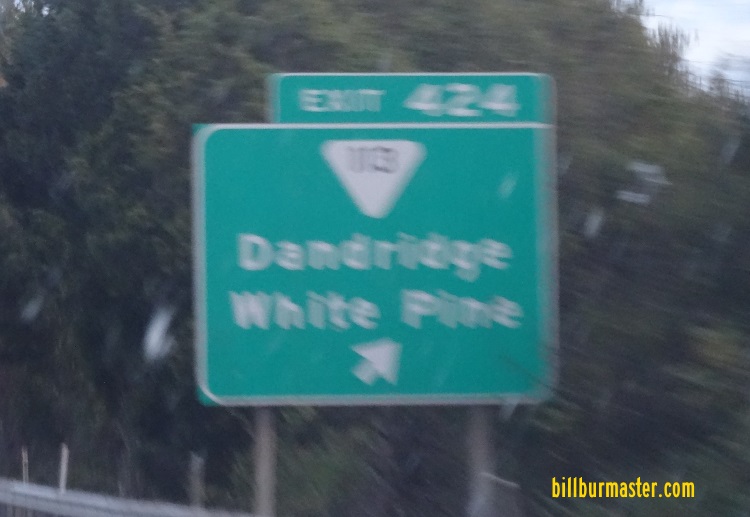 EXIT 424
113
Dandridge
White Pine
billburmaster.com